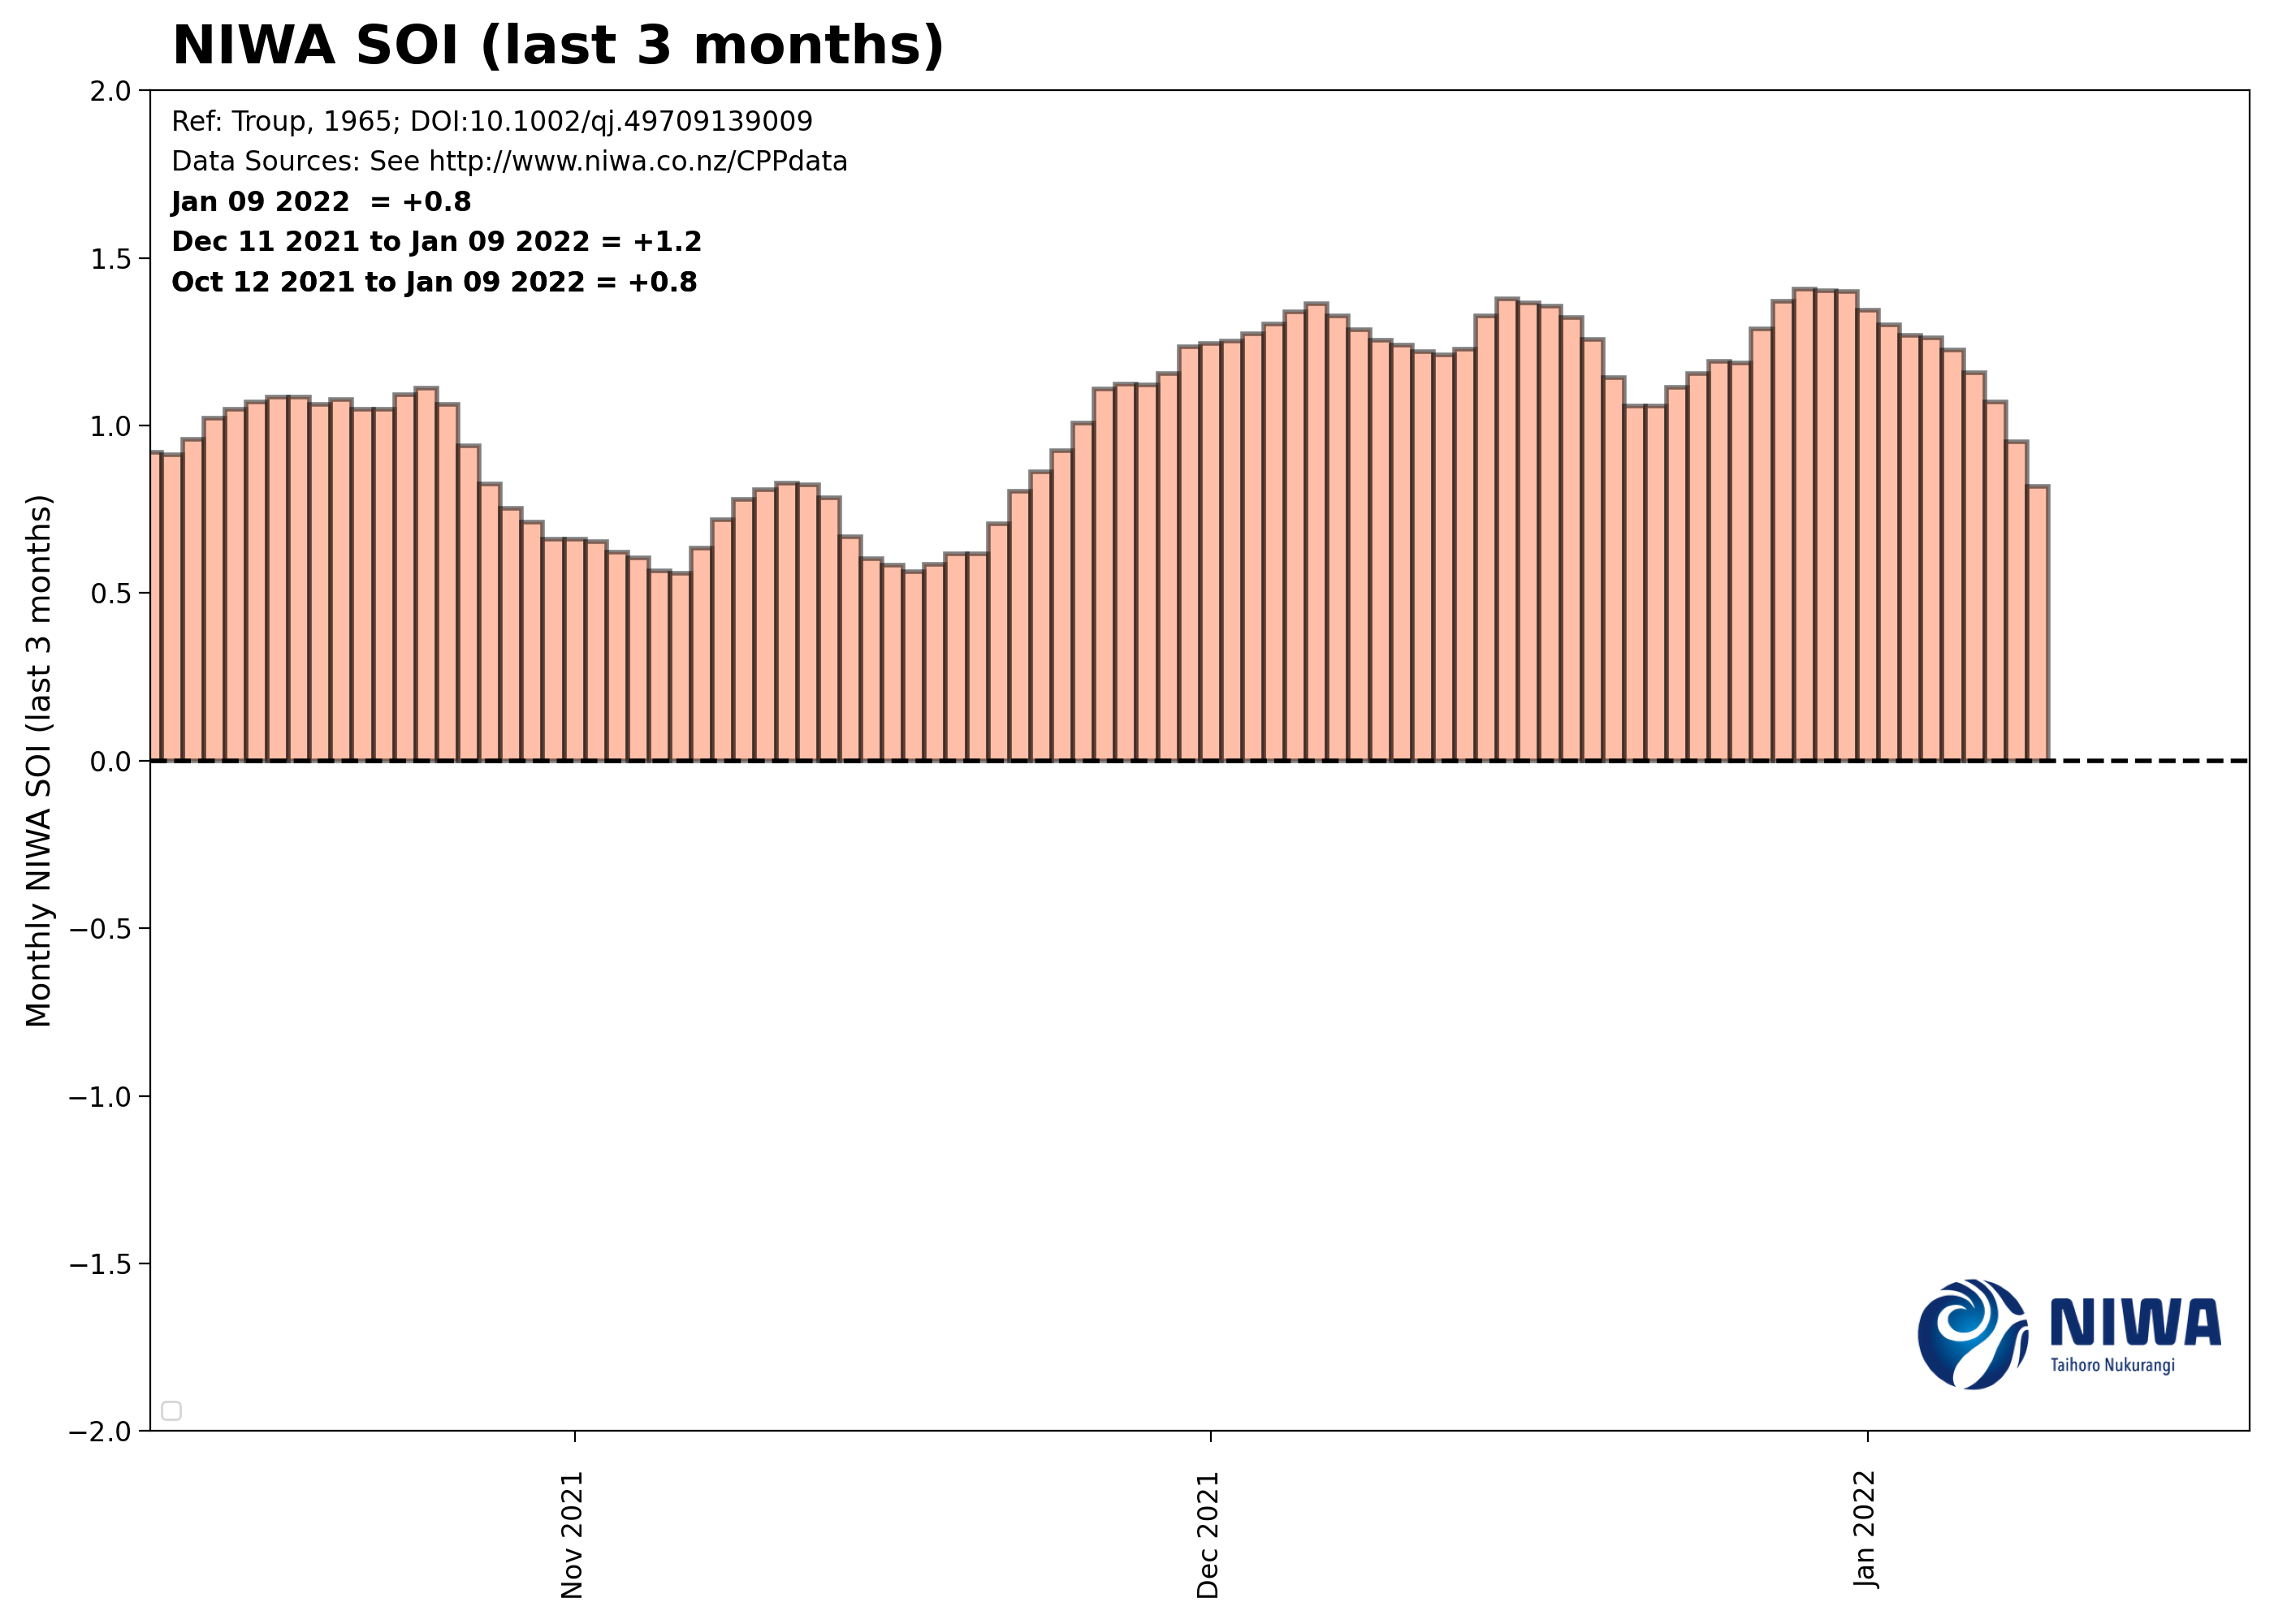 NIWA SOI (last 3 months)
2.0
Ref: Troup, 1965; DOI:10.1002/qj.49709139009
Data Sources: See http://www.niwa.co.nz/CPPdata
Jan 09 2022  = +0.8
Dec 11 2021 to Jan 09 2022 = +1.2
1.5
Oct 12 2021 to Jan 09 2022 = +0.8
1.0
0.5
0.0
−0.5
−1.0
−1.5
−2.0
Monthly NIWA SOI (last 3 months)
NIWA
Taihoro Nukurangi
Nov 2021
Dec 2021
Jan 2022